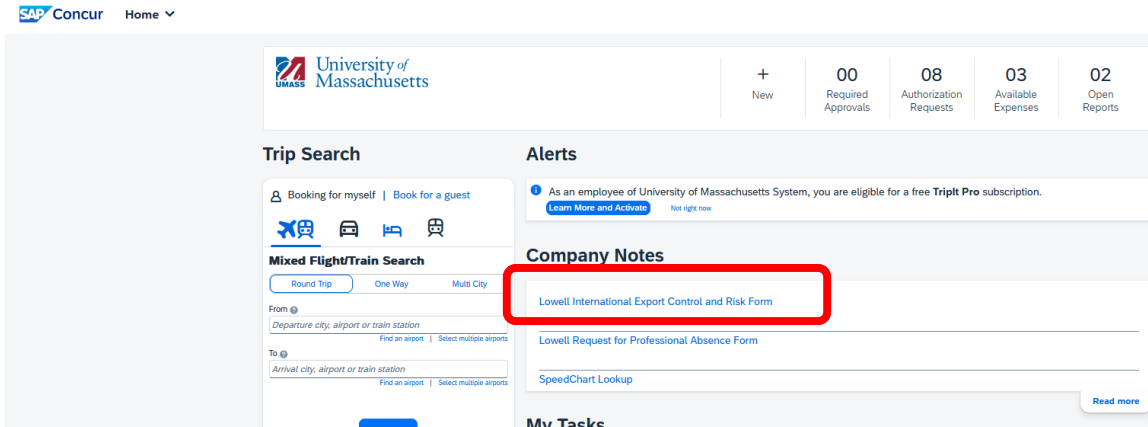 SAP Concur Home
University of
Massachusetts
UMASS
+
New
00
Required
Approvals
08
Authorization
Requests
03
Available
Expenses
02
Open
Reports
Trip Search
Booking for myself | Book for a guest
Mixed Flight/Train Search
Round Trip One Way Multi City
From
Departure city, airport or train station
Find an airport | Select multiple airports
To
Arrival city, airport or train station
Find an airport | Select multiple airports
Alerts
As an employee of University of Massachusetts System, you are eligible for a free TripIt Pro subscription.
Learn More and Activate Not right now
Company Notes
Lowell International Export Control and Risk Form
Lowell Request for Professional Absence Form
SpeedChart Lookup
Read more
My Tasks